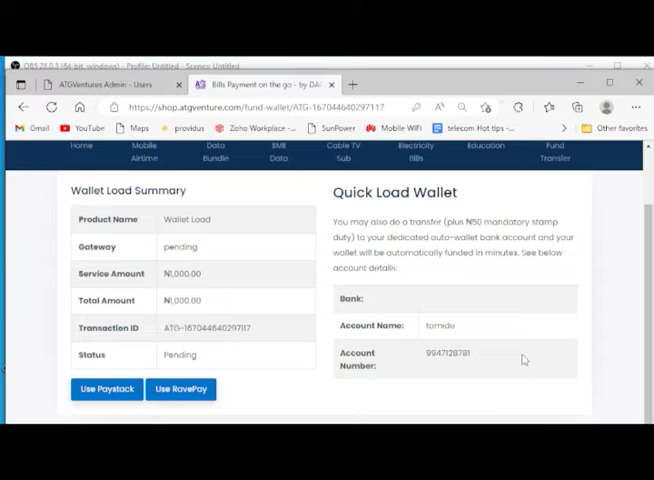 OBS 26.0.3 (64-bit, windows) - Profile: Untitled - Scenes: Untitled
ATGVentures Admin - Users
Bills Payment on the go - by DAI
https://shop.atgventure.com/fund-wallet/ATG-167044640297117
Gmail YouTube Maps providus Zoho Workplace -... SunPower Mobile WiFi telecom Hot tips -... Other favorites
Home Mobile Data SME Cable TV Electricity Education Fund
Airtime Bundle Data Sub Bills Transfer
Wallet Load Summary
Product Name Wallet Load
Gateway pending
Service Amount ₦1,000.00
Total Amount ₦1,000.00
Transaction ID ATG-167044640297117
Status Pending
Use Paystack Use RavePay
Quick Load Wallet
You may also do a transfer (plus ₦50 mandatory stamp
duty) to your dedicated auto-wallet bank account and your
wallet will be automatically funded in minutes. See below
account details:
Bank:
Account Name: tomide
Account 9947128781
Number: